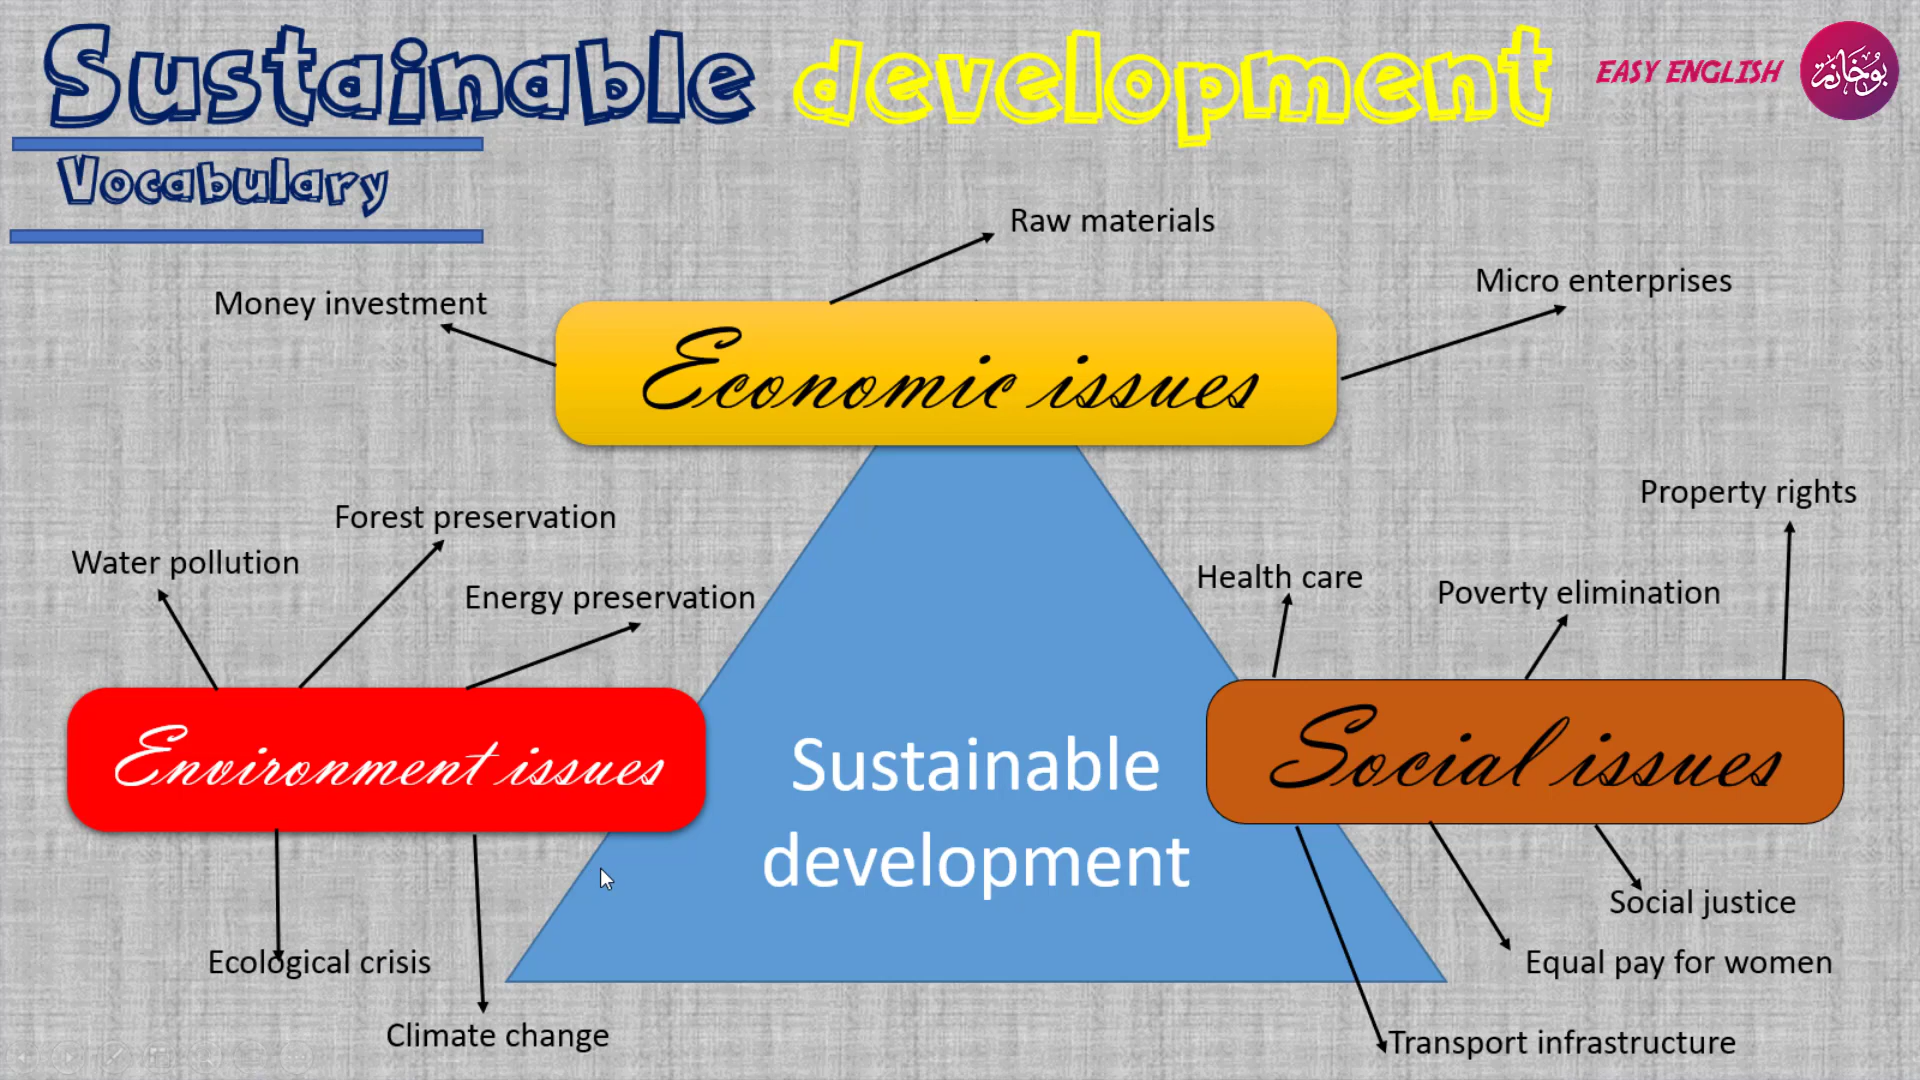 Sustainable development
EASY ENGLISH
بوخاتمة
Vocabulary
Raw materials
Micro enterprises
Money investment
Economic issues
Property rights
Forest preservation
Water pollution
Health care
Poverty elimination
Energy preservation
Environment issues
Social issues
Sustainable
development
Social justice
Ecological crisis
Equal pay for women
Climate change
Transport infrastructure